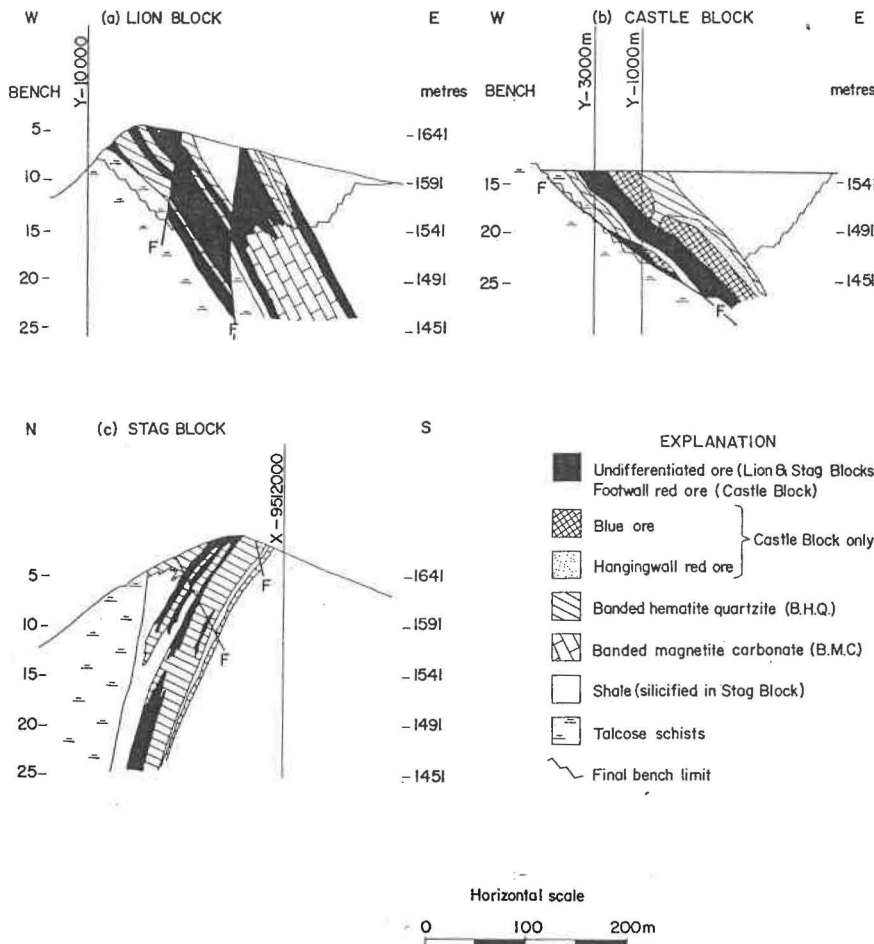 W (a) LION BLOCK E
Y-10000
BENCH metres
5- -1641
10- -1591
15- -1541
20- -1491
25- -1451
F
F
W (b) CASTLE BLOCK E
Y-3000m
Y-1000m
BENCH metres
15- -1541
20- -1491
25- -1451
F
F
N (c) STAG BLOCK S
X-9512000
5- -1641
10- -1591
15- -1541
20- -1491
25- -1451
F
F
EXPLANATION
Undifferentiated ore (Lion & Stag Blocks
Footwall red ore (Castle Block)
Blue ore
Castle Block only
Hangingwall red ore
Banded hematite quartzite (B.H.Q.)
Banded magnetite carbonate (B.M.C)
Shale (silicified in Stag Block)
Talcose schists
Final bench limit
Horizontal scale
0 100 200m